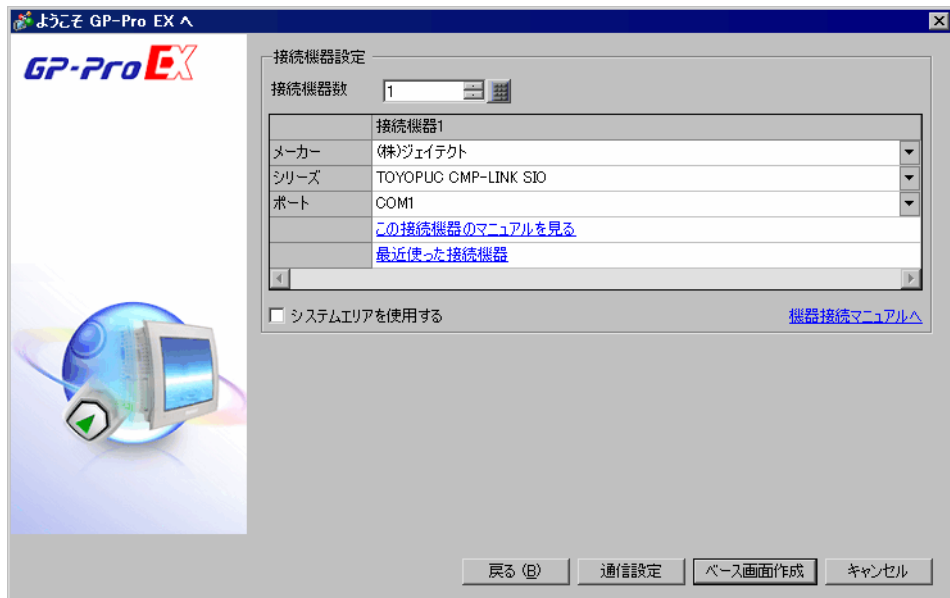 ようこそ GP-Pro EX へ
GP-Pro EX
接続機器設定
接続機器数 1
接続機器1
メーカー (株)ジェイテクト
シリーズ TOYOPUC CMP-LINK SIO
ポート COM1
この接続機器のマニュアルを見る
最近使った接続機器
システムエリアを使用する 機器接続マニュアルへ
戻る (B) 通信設定 ベース画面作成 キャンセル